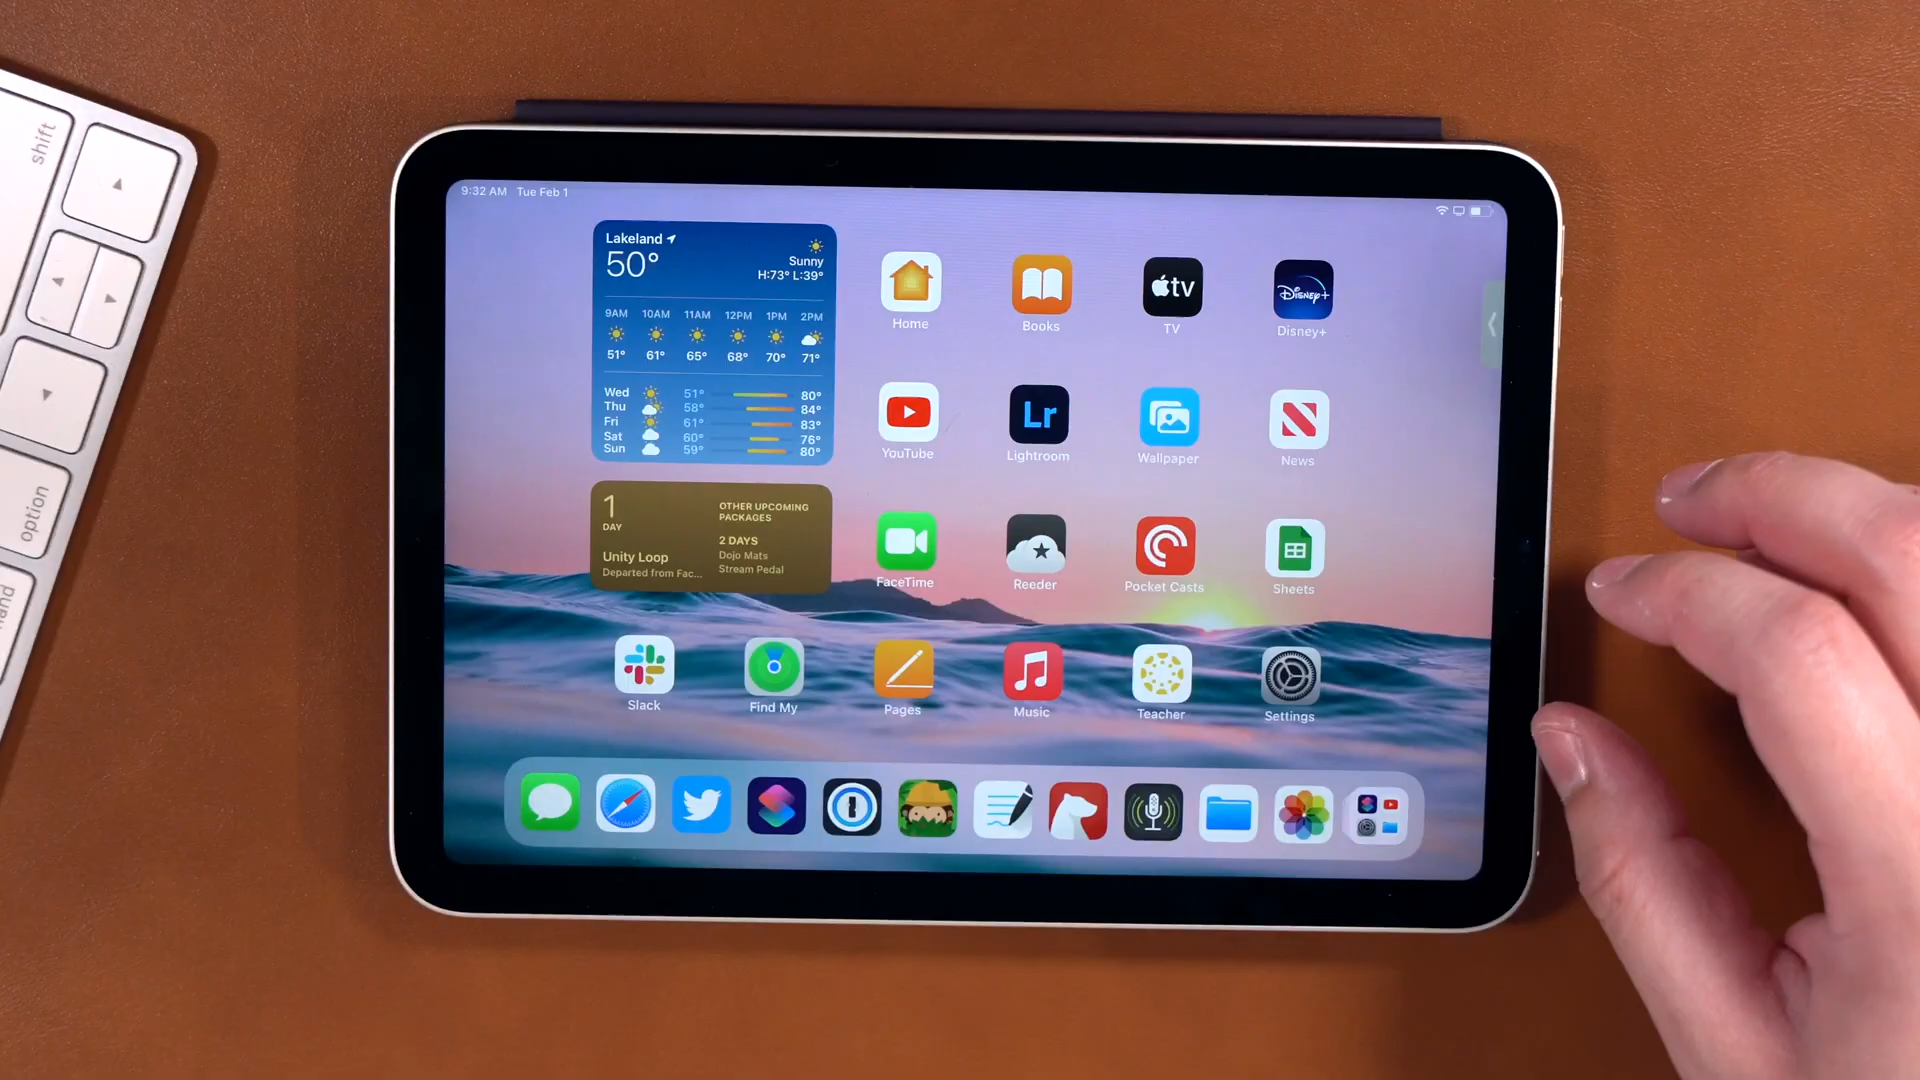 shift
option
9:32 AM Tue Feb 1
Lakeland
50°
Sunny
H:73° L:39°
9AM 10AM 11AM 12PM 1PM 2PM
51° 61° 65° 68° 70° 71°
Wed 51° 80°
Thu 58° 84°
Fri 61° 83°
Sat 60° 76°
Sun 59° 80°
1
DAY
Unity Loop
Departed from Fac...
OTHER UPCOMING
PACKAGES
2 DAYS
Dojo Mats
Stream Pedal
tv
Disney+
Home Books TV Disney+
Lr
YouTube Lightroom Wallpaper News
FaceTime Reeder Pocket Casts Sheets
Slack Find My Pages Music Teacher Settings